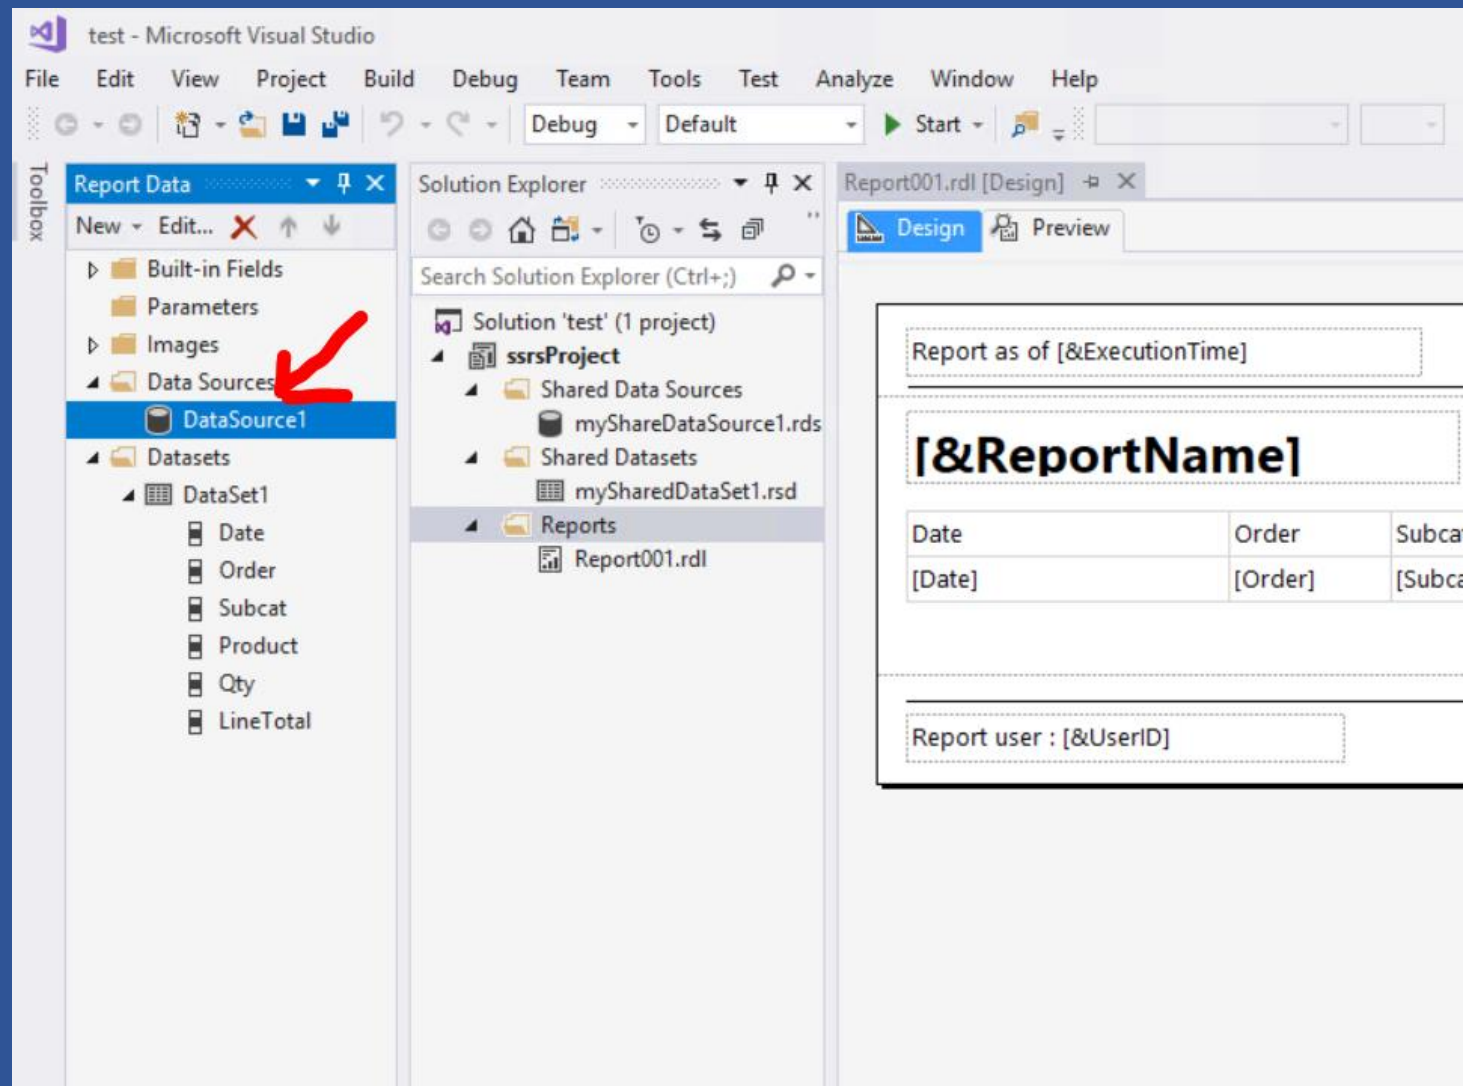 test - Microsoft Visual Studio
File Edit View Project Build Debug Team Tools Test Analyze Window Help
Debug Default Start
Toolbox
Report Data
New Edit...
Built-in Fields
Parameters
Images
Data Sources
DataSource1
Datasets
DataSet1
Date
Order
Subcat
Product
Qty
LineTotal
Solution Explorer
Search Solution Explorer (Ctrl+;)
Solution 'test' (1 project)
ssrsProject
Shared Data Sources
myShareDataSource1.rds
Shared Datasets
mySharedDataSet1.rsd
Reports
Report001.rdl
Report001.rdl [Design]
Design Preview
Report as of [&ExecutionTime]
[&ReportName]
Date Order Subca
[Date] [Order] [Subca
Report user : [&UserID]